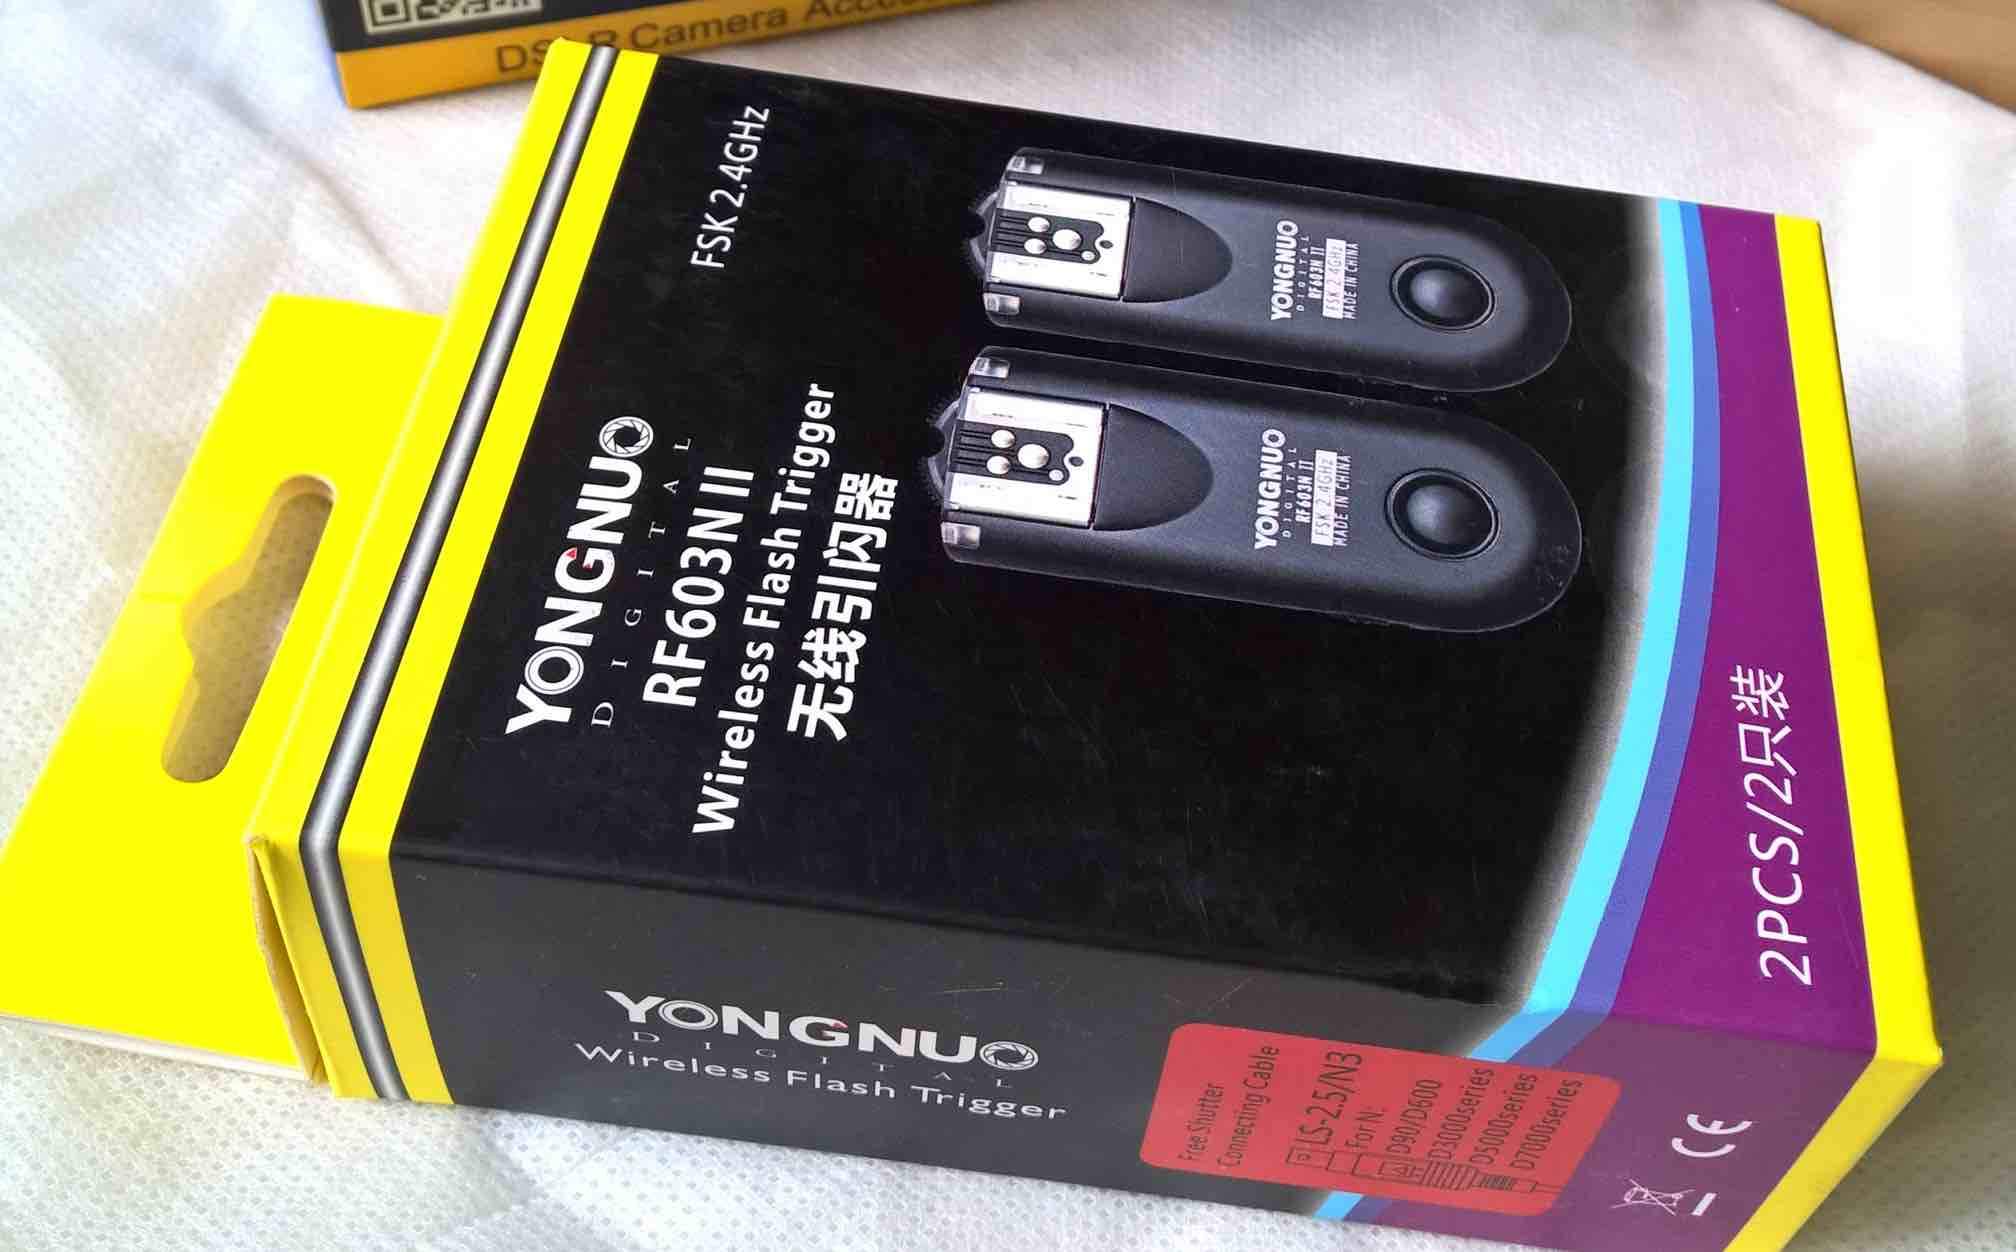 Camera
FSK 2.4GHz
YONGNUO
DIGITAL
RF603N II
Wireless Flash Trigger
无线引闪器
YONGNUO
DIGITAL
RF603N II
FSK 2.4GHz
MADE IN CHINA
YONGNUO
DIGITAL
RF603N II
FSK 2.4GHz
MADE IN CHINA
2PCS/2只装
YONGNUO
DIGITAL
Wireless Flash Trigger
Free Shutter
Connecting Cable
LS-2.5/N3
For N:
D90/D600
D3000series
D5000series
D7000series
CE